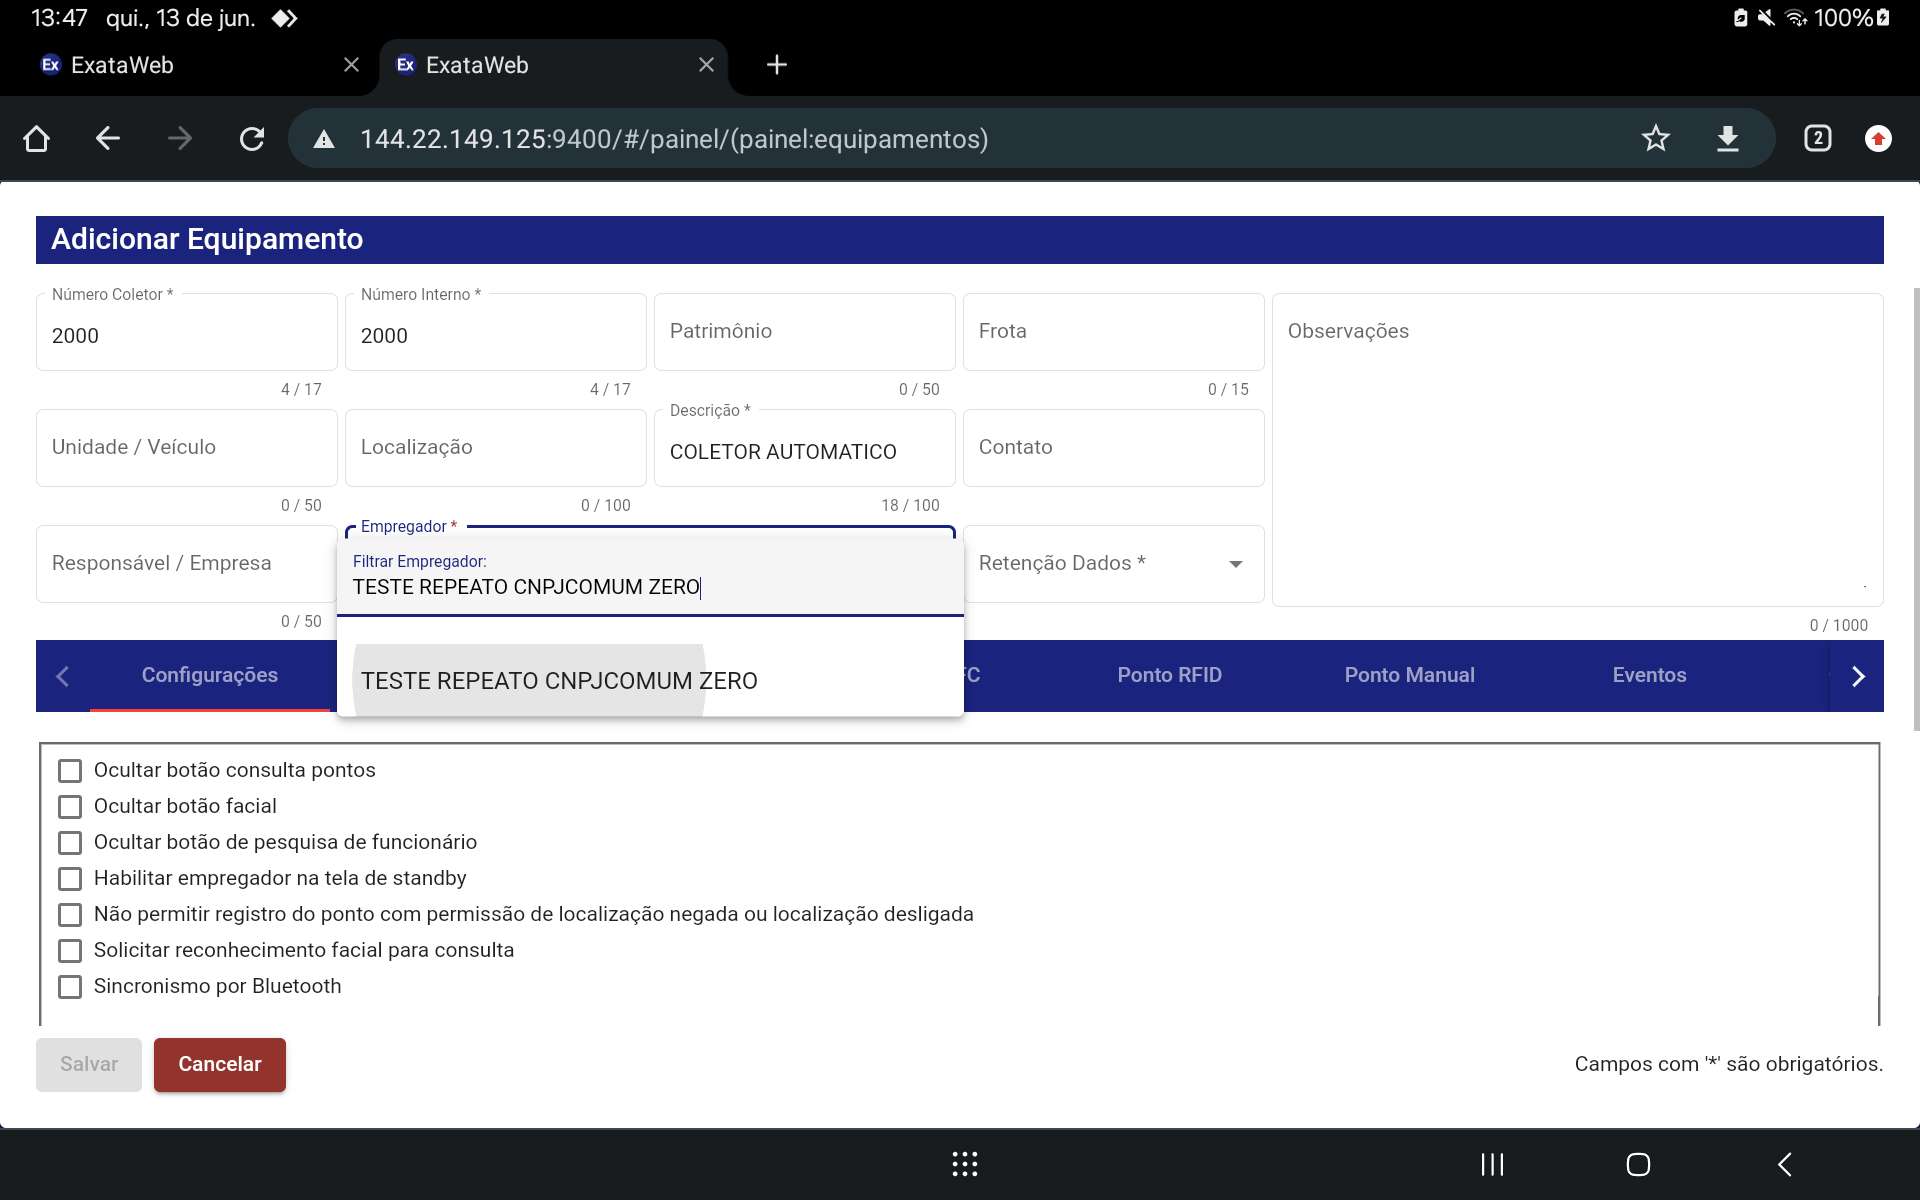 13:47 qui., 13 de jun.
100%
Ex ExataWeb
Ex ExataWeb
144.22.149.125:9400/#/painel/(painel:equipamentos)
2
Adicionar Equipamento
Número Coletor *
2000
4 / 17
Número Interno *
2000
4 / 17
Patrimônio
0 / 50
Frota
0 / 15
Observações
0 / 1000
Unidade / Veículo
0 / 50
Localização
0 / 100
Descrição *
COLETOR AUTOMATICO
18 / 100
Contato
Responsável / Empresa
0 / 50
Empregador *
Filtrar Empregador:
TESTE REPEATO CNPJCOMUM ZERO
TESTE REPEATO CNPJCOMUM ZERO
Retenção Dados *
Configurações
FC
Ponto RFID
Ponto Manual
Eventos
Ocultar botão consulta pontos
Ocultar botão facial
Ocultar botão de pesquisa de funcionário
Habilitar empregador na tela de standby
Não permitir registro do ponto com permissão de localização negada ou localização desligada
Solicitar reconhecimento facial para consulta
Sincronismo por Bluetooth
Salvar
Cancelar
Campos com '*' são obrigatórios.